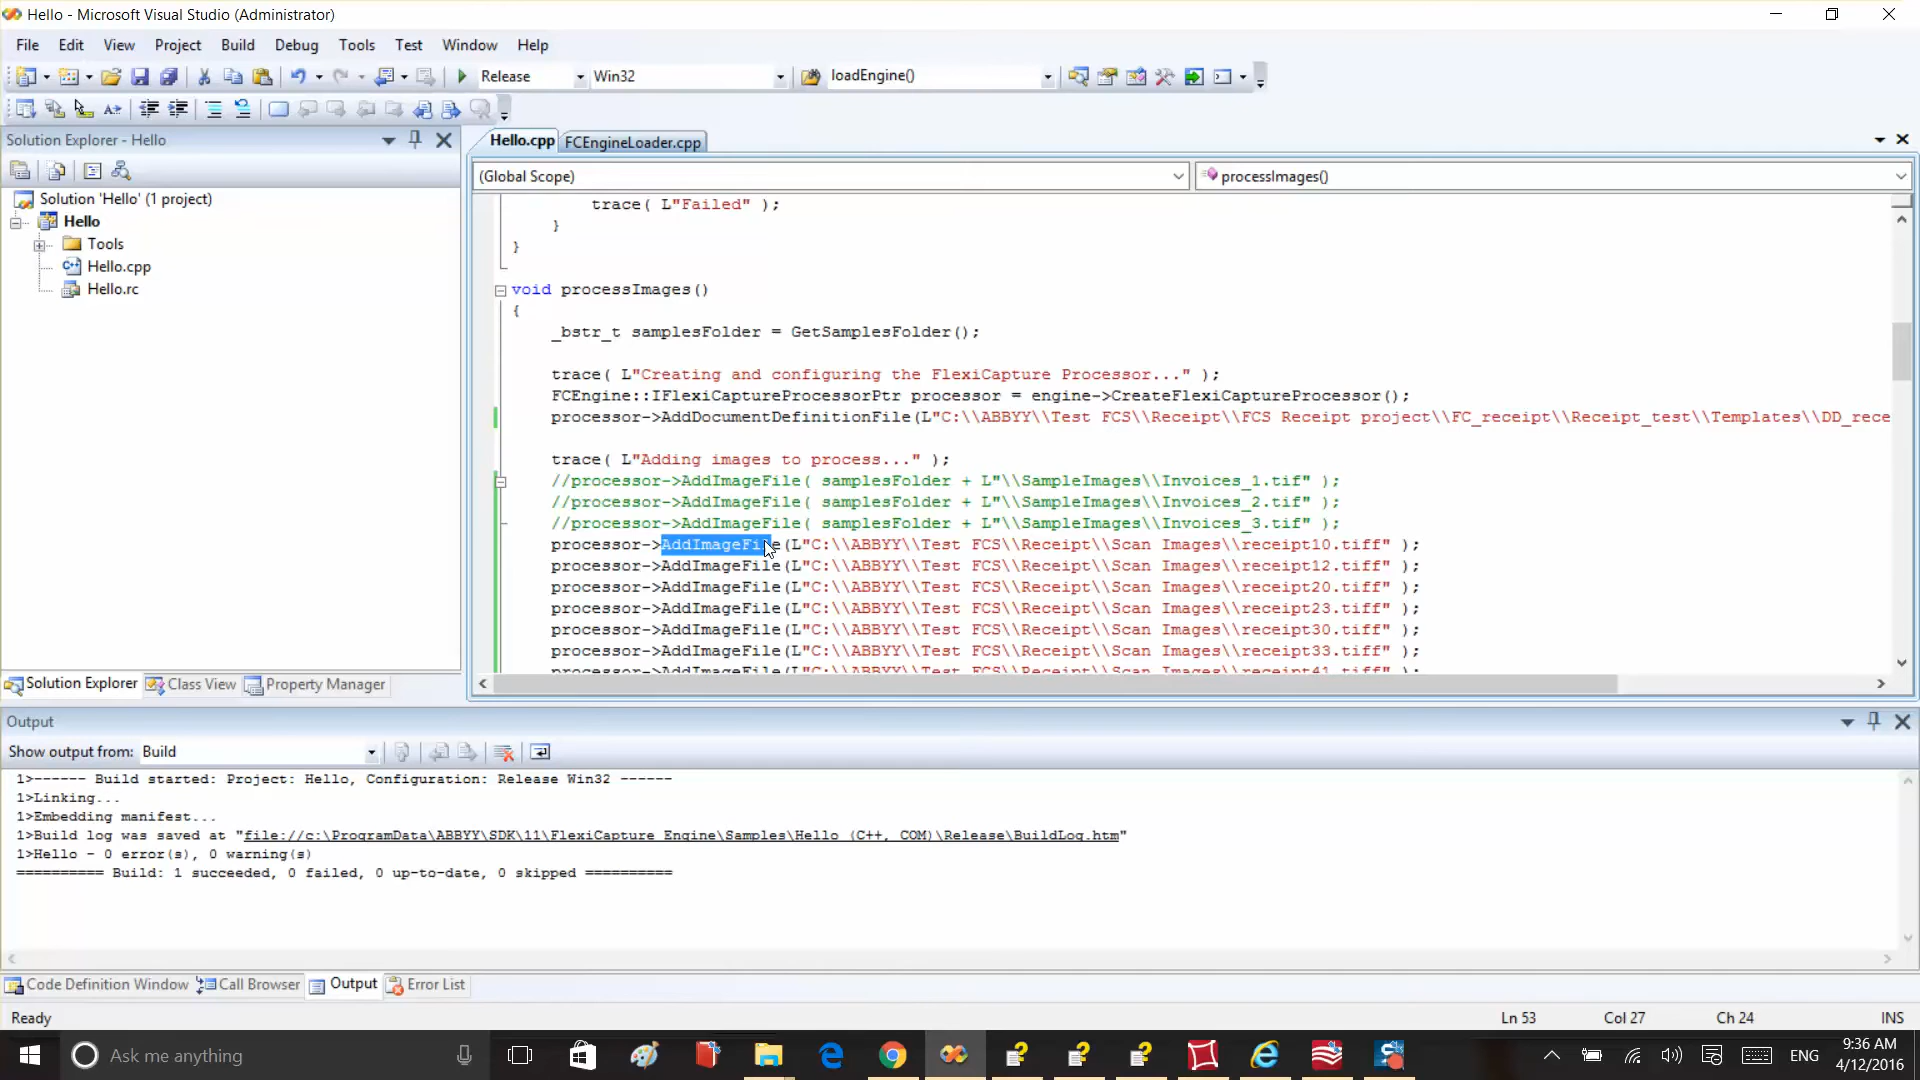 Hello - Microsoft Visual Studio (Administrator)
File Edit View Project Build Debug Tools Test Window Help
Release Win32 loadEngine()
Solution Explorer - Hello
Solution 'Hello' (1 project)
Hello
Tools
Hello.cpp
Hello.rc
Solution Explorer Class View Property Manager
Hello.cpp FCEngineLoader.cpp
(Global Scope) processImages()
trace( L"Failed" );
}
}
void processImages()
{
_bstr_t samplesFolder = GetSamplesFolder();
trace( L"Creating and configuring the FlexiCapture Processor..." );
FCEngine::IFlexiCaptureProcessorPtr processor = engine->CreateFlexiCaptureProcessor();
processor->AddDocumentDefinitionFile(L"C:\\ABBYY\\Test FCS\\Receipt\\FCS Receipt project\\FC_receipt\\Receipt_test\\Templates\\DD_rece
trace( L"Adding images to process..." );
//processor->AddImageFile( samplesFolder + L"\\SampleImages\\Invoices_1.tif" );
//processor->AddImageFile( samplesFolder + L"\\SampleImages\\Invoices_2.tif" );
//processor->AddImageFile( samplesFolder + L"\\SampleImages\\Invoices_3.tif" );
processor->AddImageFile(L"C:\\ABBYY\\Test FCS\\Receipt\\Scan Images\\receipt10.tiff" );
processor->AddImageFile(L"C:\\ABBYY\\Test FCS\\Receipt\\Scan Images\\receipt12.tiff" );
processor->AddImageFile(L"C:\\ABBYY\\Test FCS\\Receipt\\Scan Images\\receipt20.tiff" );
processor->AddImageFile(L"C:\\ABBYY\\Test FCS\\Receipt\\Scan Images\\receipt23.tiff" );
processor->AddImageFile(L"C:\\ABBYY\\Test FCS\\Receipt\\Scan Images\\receipt30.tiff" );
processor->AddImageFile(L"C:\\ABBYY\\Test FCS\\Receipt\\Scan Images\\receipt33.tiff" );
processor->AddImageFile(L"C:\\ABBYY\\Test FCS\\Receipt\\Scan Images\\receipt41.tiff" );
Output
Show output from: Build
1>------ Build started: Project: Hello, Configuration: Release Win32 ------
1>Linking...
1>Embedding manifest...
1>Build log was saved at "file://c:\ProgramData\ABBYY\SDK\11\FlexiCapture Engine\Samples\Hello (C++, COM)\Release\BuildLog.htm"
1>Hello - 0 error(s), 0 warning(s)
========== Build: 1 succeeded, 0 failed, 0 up-to-date, 0 skipped ==========
Code Definition Window Call Browser Output Error List
Ready Ln 53 Col 27 Ch 24 INS
Ask me anything ENG 9:36 AM
4/12/2016